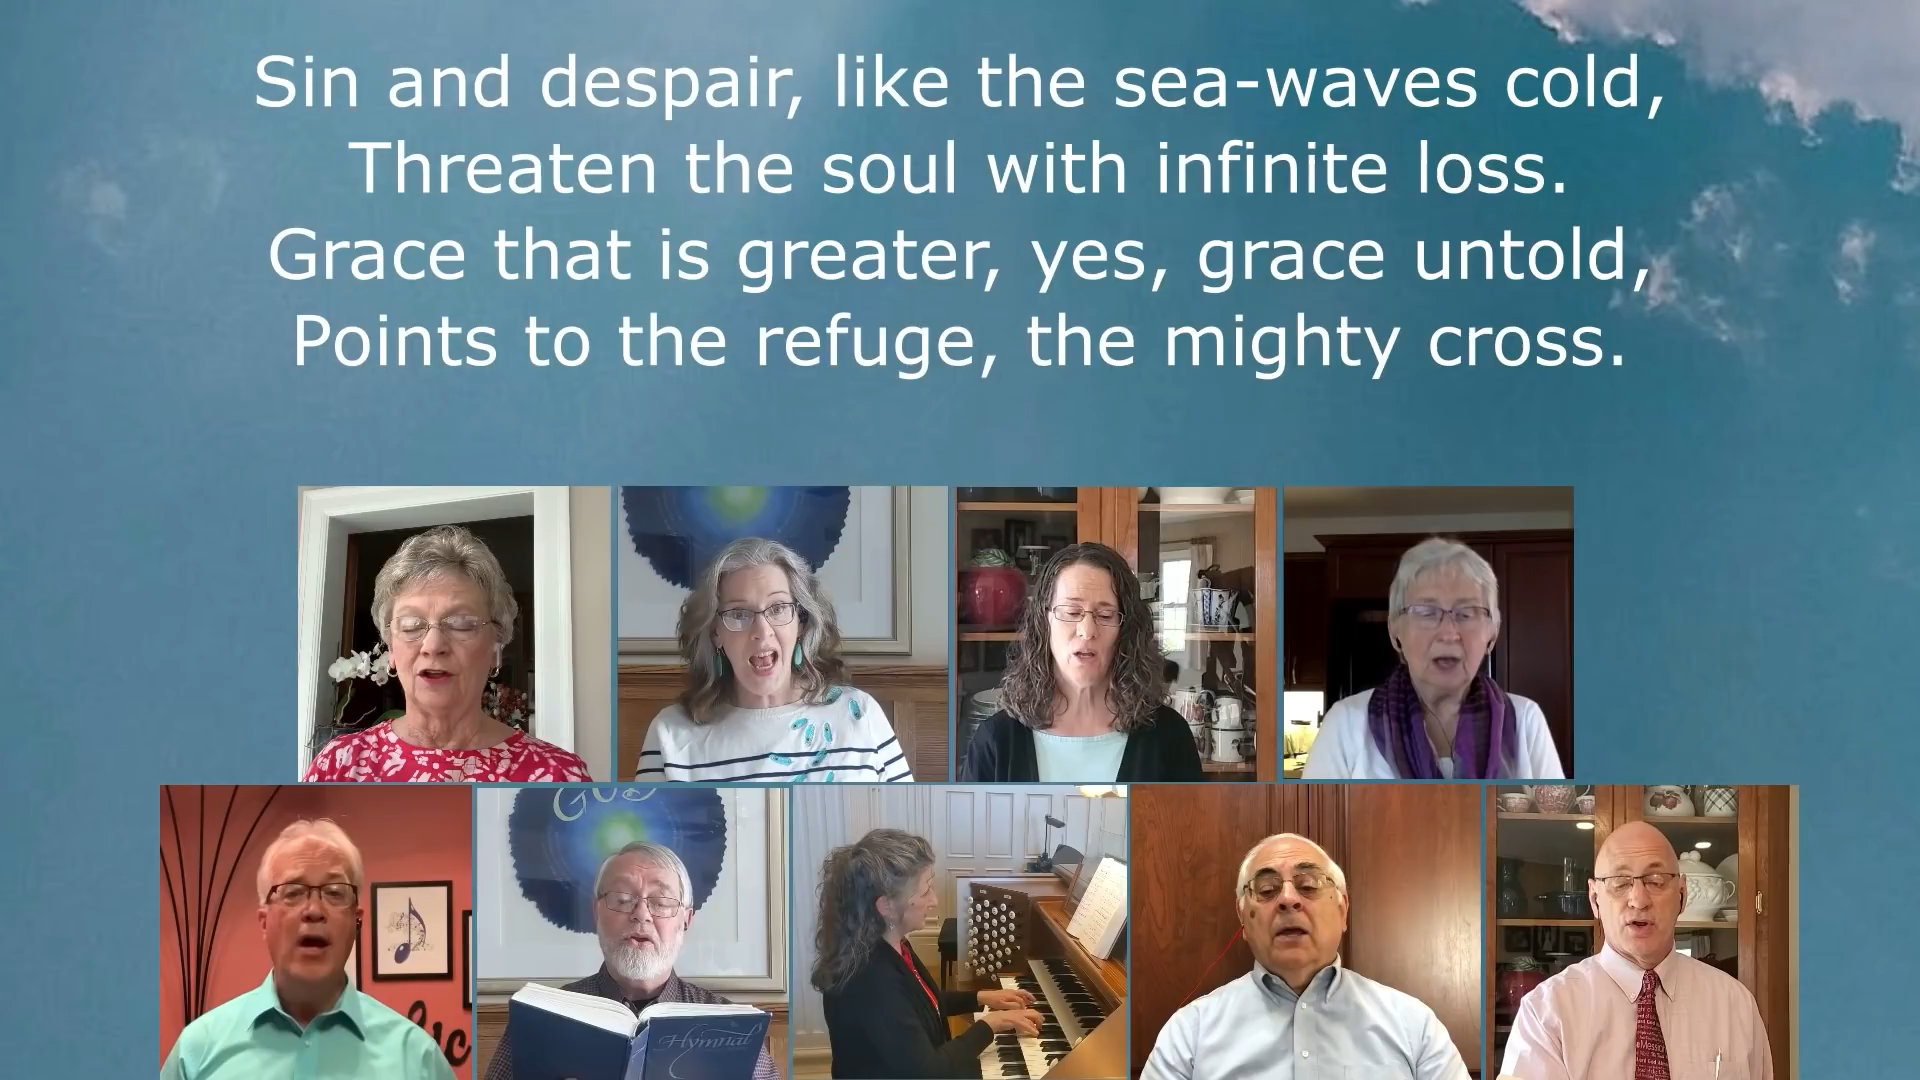 Sin and despair, like the sea-waves cold,
Threaten the soul with infinite loss.
Grace that is greater, yes, grace untold,
Points to the refuge, the mighty cross.
GOD
Hymnal